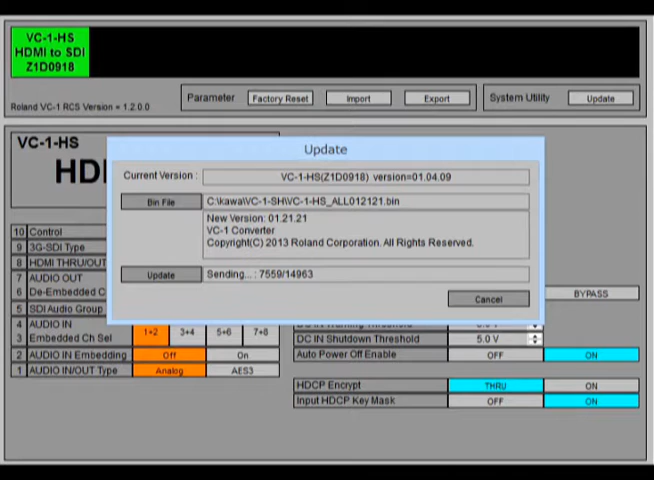 VC-1-HS
HDMI to SDI
Z1D0918
Roland VC-1 RCS Version = 1.2.0.0
Parameter
Factory Reset
Import
Export
System Utility
Update
VC-1-HS
HD
Update
Current Version :
VC-1-HS(Z1D0918) version=01.04.09
Bin File
C:\kawa\VC-1-SH\VC-1-HS_ALL012121.bin
New Version: 01.21.21
VC-1 Converter
Copyright(C) 2013 Roland Corporation. All Rights Reserved.
Update
Sending... : 7559/14963
Cancel
10 Control
9 3G-SDI Type
8 HDMI THRU/OUT
7 AUDIO OUT
6 De-Embedded C
BYPASS
5 SDI Audio Group
4 AUDIO IN
3 Embedded Ch Sel
1+2
3+4
5+6
7+8
2 AUDIO IN Embedding
Off
On
1 AUDIO IN/OUT Type
Analog
AES3
DC IN Shutdown Threshold
5.0 V
Auto Power Off Enable
OFF
ON
HDCP Encrypt
THRU
ON
Input HDCP Key Mask
OFF
ON